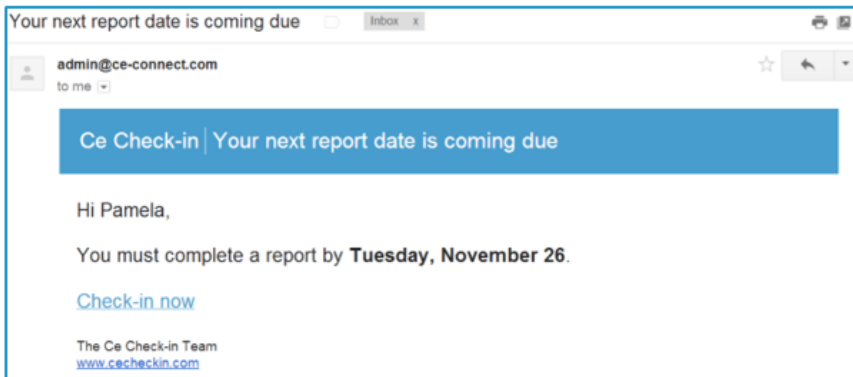 Your next report date is coming due
Inbox x
admin@ce-connect.com
to me
Ce Check-in | Your next report date is coming due
Hi Pamela,
You must complete a report by Tuesday, November 26.
Check-in now
The Ce Check-in Team
www.cecheckin.com